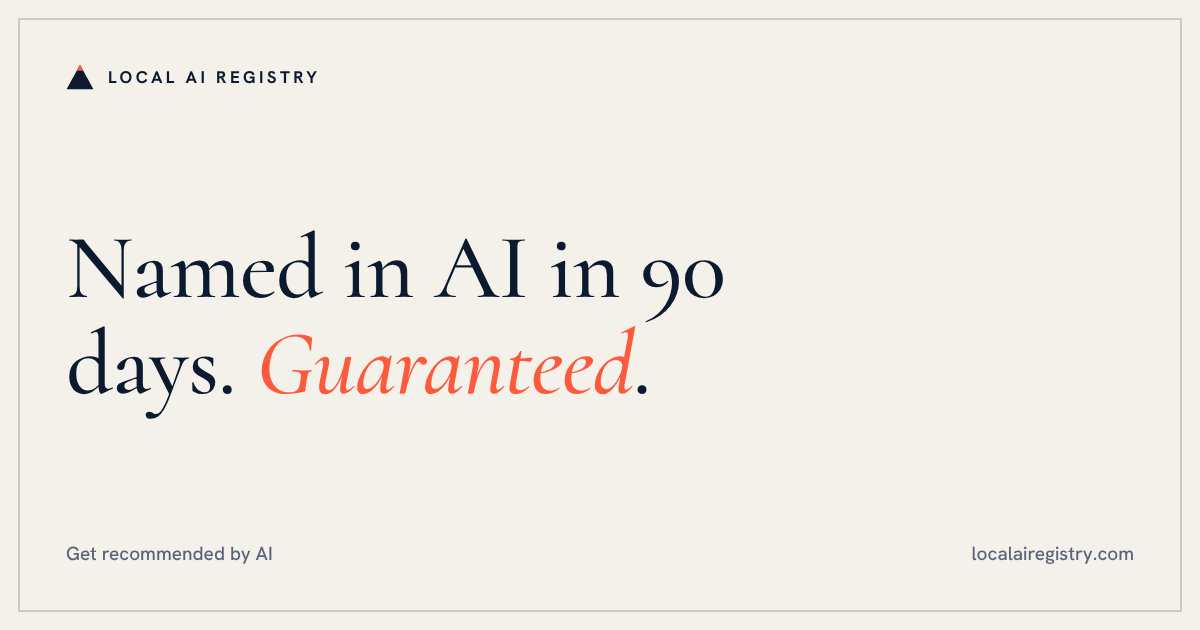 LOCAL AI REGISTRY
Named in AI in 90
days. Guaranteed.
Get recommended by AI
localairegistry.com